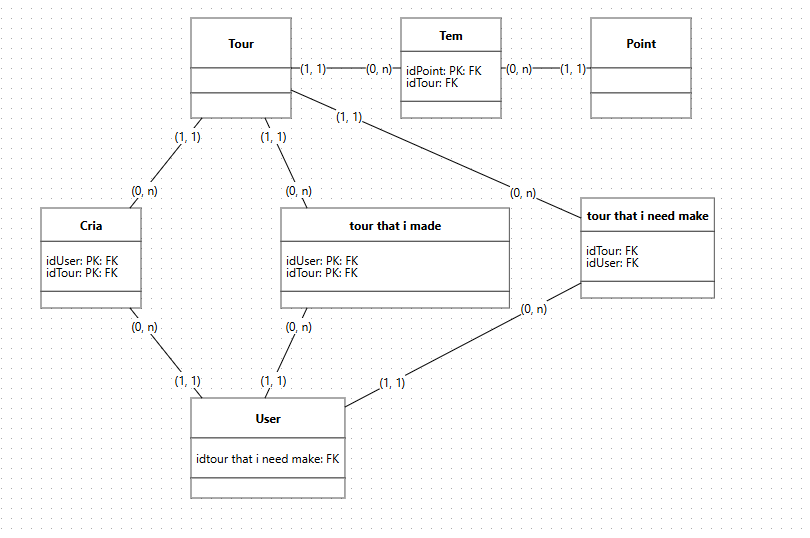 Tour
Tem
Point
idPoint: PK: FK
idTour: FK
(1, 1)
(0, n)
(0, n)
(1, 1)
(1, 1)
(1, 1)
(1, 1)
(0, n)
(0, n)
(0, n)
Cria
idUser: PK: FK
idTour: PK: FK
tour that i made
idUser: PK: FK
idTour: PK: FK
tour that i need make
idTour: FK
idUser: FK
(0, n)
(0, n)
(0, n)
(1, 1)
(1, 1)
(1, 1)
User
idtour that i need make: FK